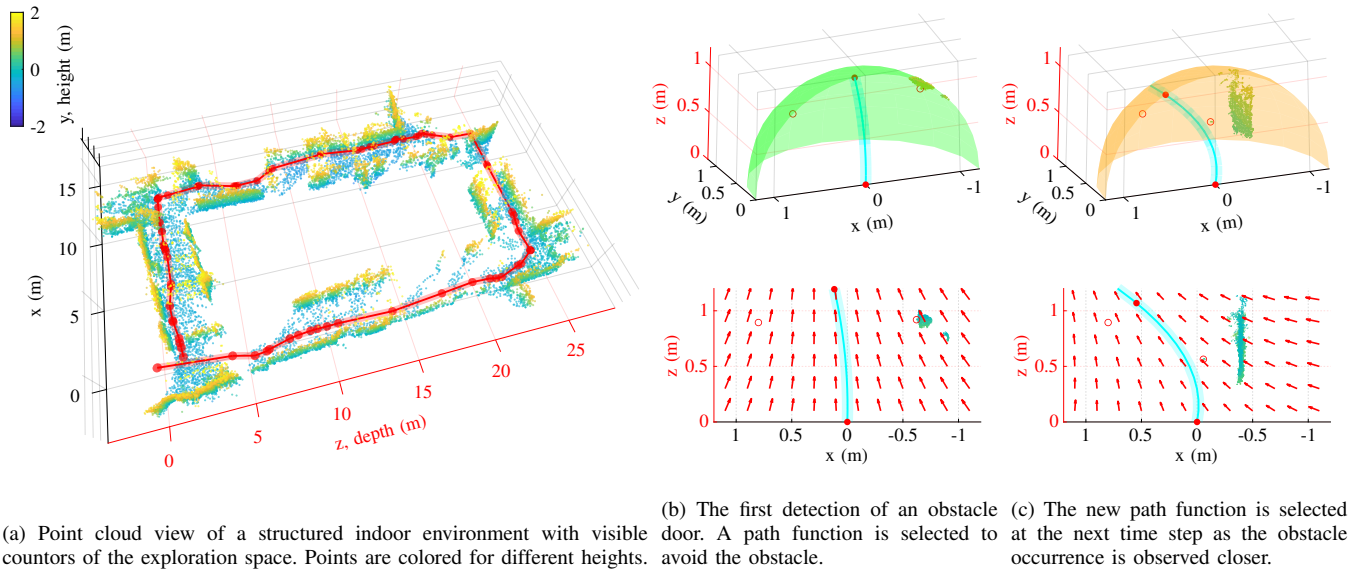 2
0
-2
y, height (m)
15
10
5
0
x (m)
0
5
10
15
20
25
z, depth (m)
1
0.5
0
z (m)
1
0.5
0
y (m)
1
0
-1
x (m)
1
0.5
0
z (m)
1
0.5
0
y (m)
1
0
-1
x (m)
1
0.5
0
z (m)
1
0.5
0
-0.5
-1
x (m)
1
0.5
0
z (m)
1
0.5
0
-0.5
-1
x (m)
(a) Point cloud view of a structured indoor environment with visible
countors of the exploration space. Points are colored for different heights.
(b) The first detection of an obstacle
door. A path function is selected to
avoid the obstacle.
(c) The new path function is selected
at the next time step as the obstacle
occurrence is observed closer.